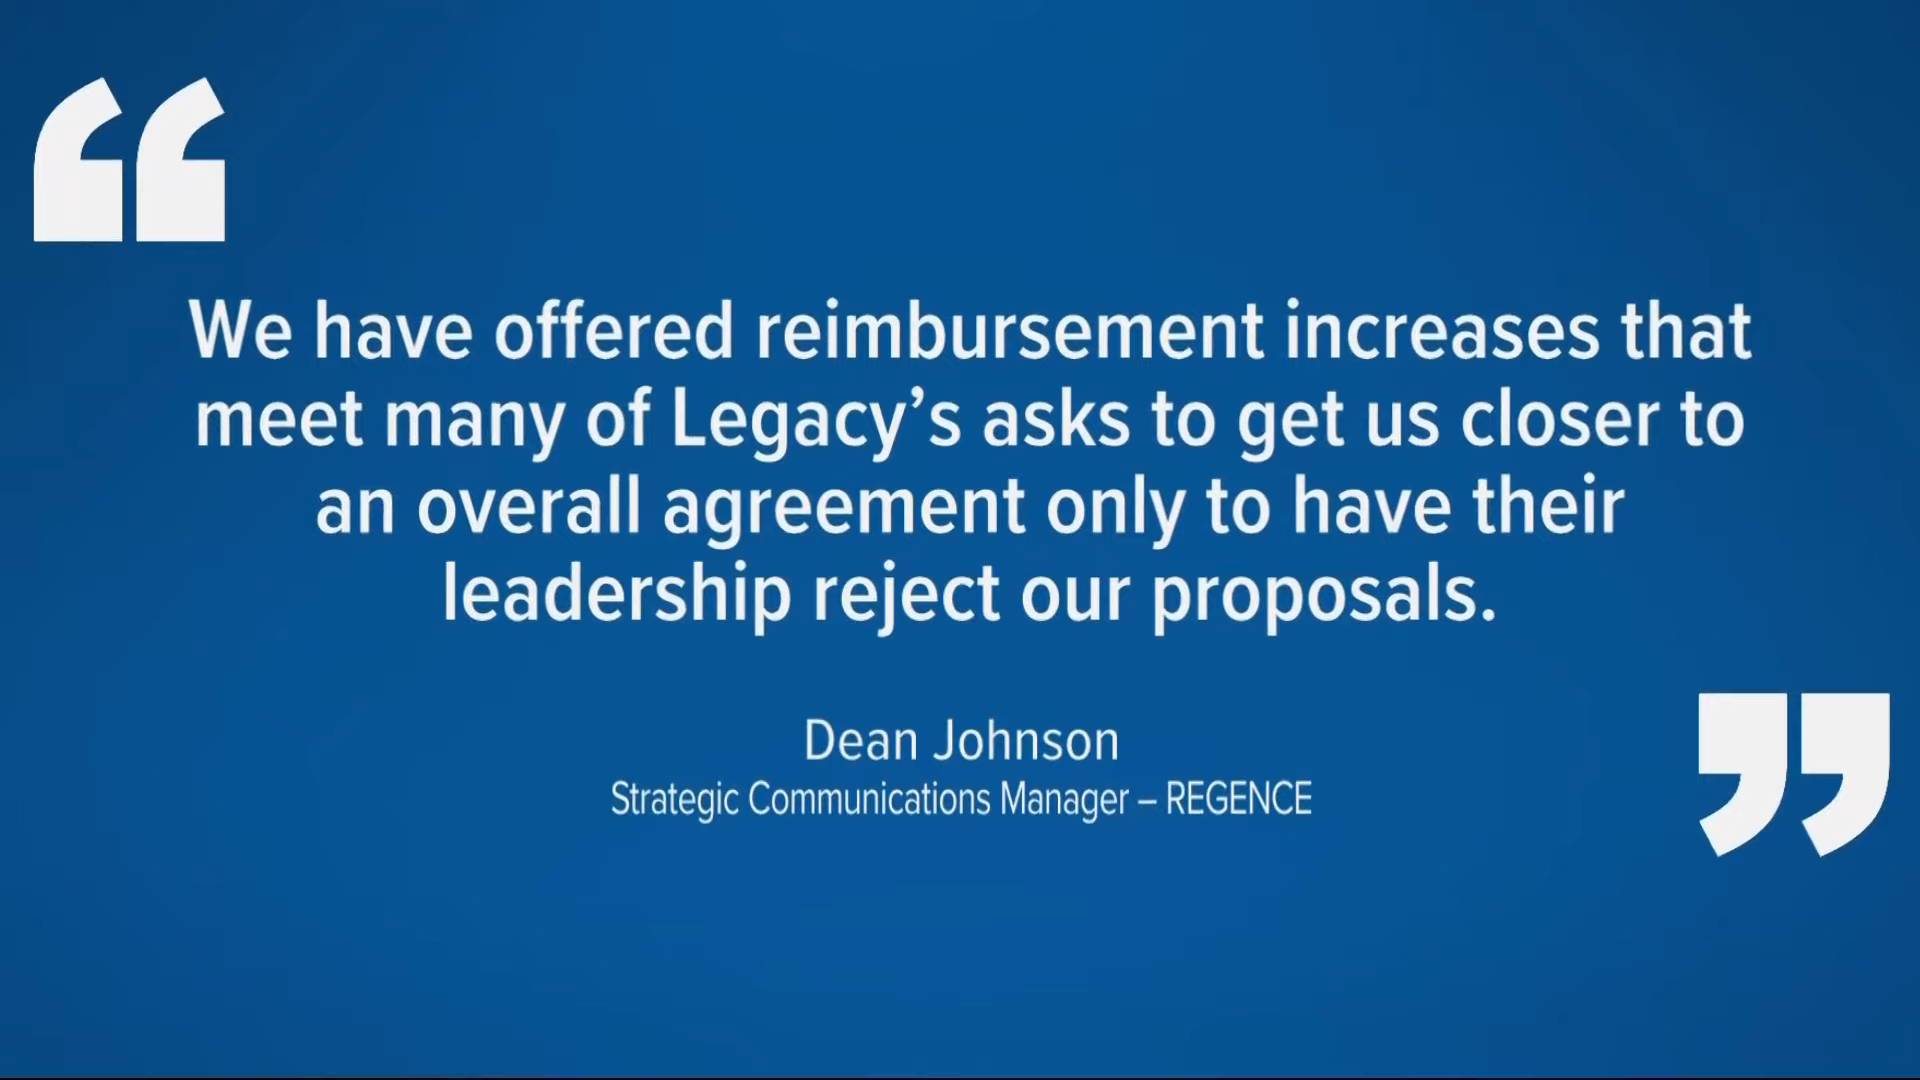 “
We have offered reimbursement increases that
meet many of Legacy’s asks to get us closer to
an overall agreement only to have their
leadership reject our proposals.
”
Dean Johnson
Strategic Communications Manager – REGENCE